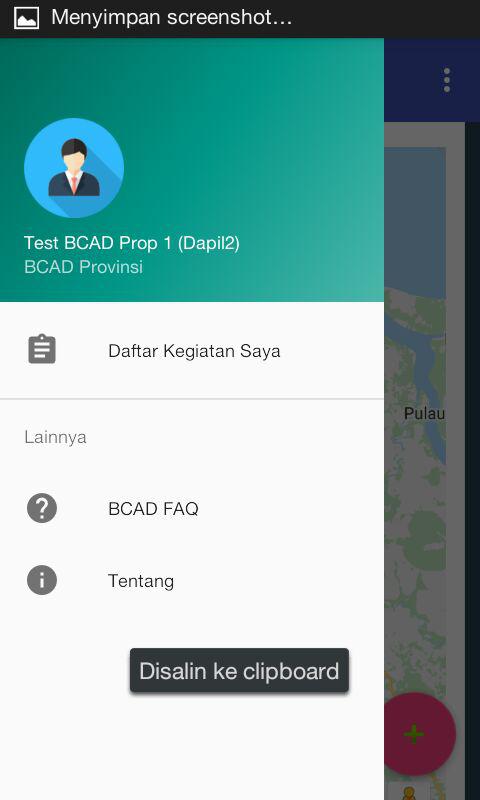 Menyimpan screenshot...
Test BCAD Prop 1 (Dapil2)
BCAD Provinsi
Daftar Kegiatan Saya
Lainnya
Pulau
BCAD FAQ
Tentang
Disalin ke clipboard